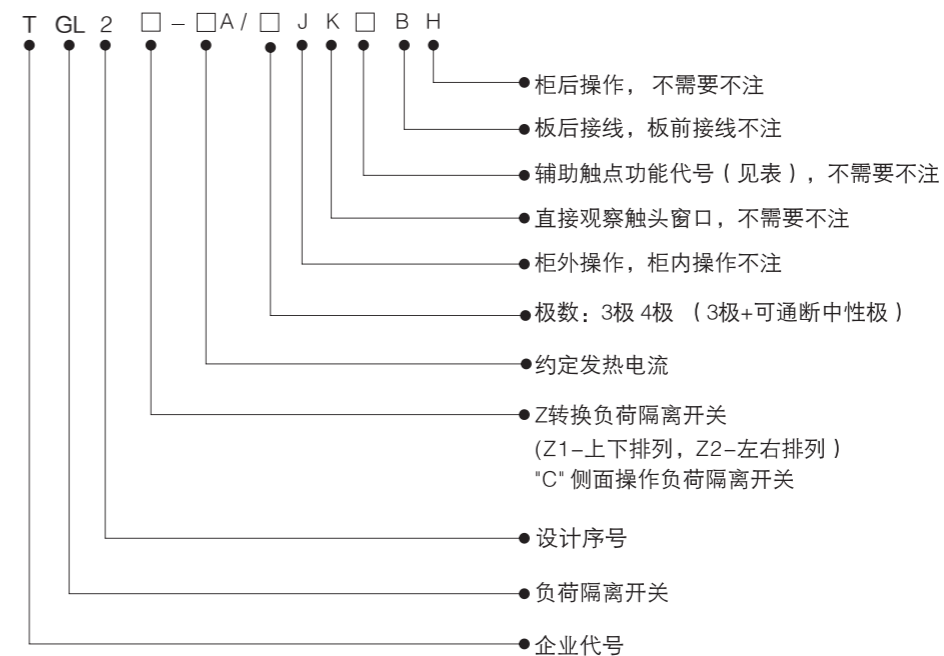 T GL 2 □ - □ A / □ J K □ B H
柜后操作， 不需要不注
板后接线，板前接线不注
辅助触点功能代号（见表），不需要不注
直接观察触头窗口，不需要不注
柜外操作，柜内操作不注
极数：3极 4极 （3极+可通断中性极）
约定发热电流
Z转换负荷隔离开关
(Z1-上下排列，Z2-左右排列）
"C" 侧面操作负荷隔离开关
设计序号
负荷隔离开关
企业代号